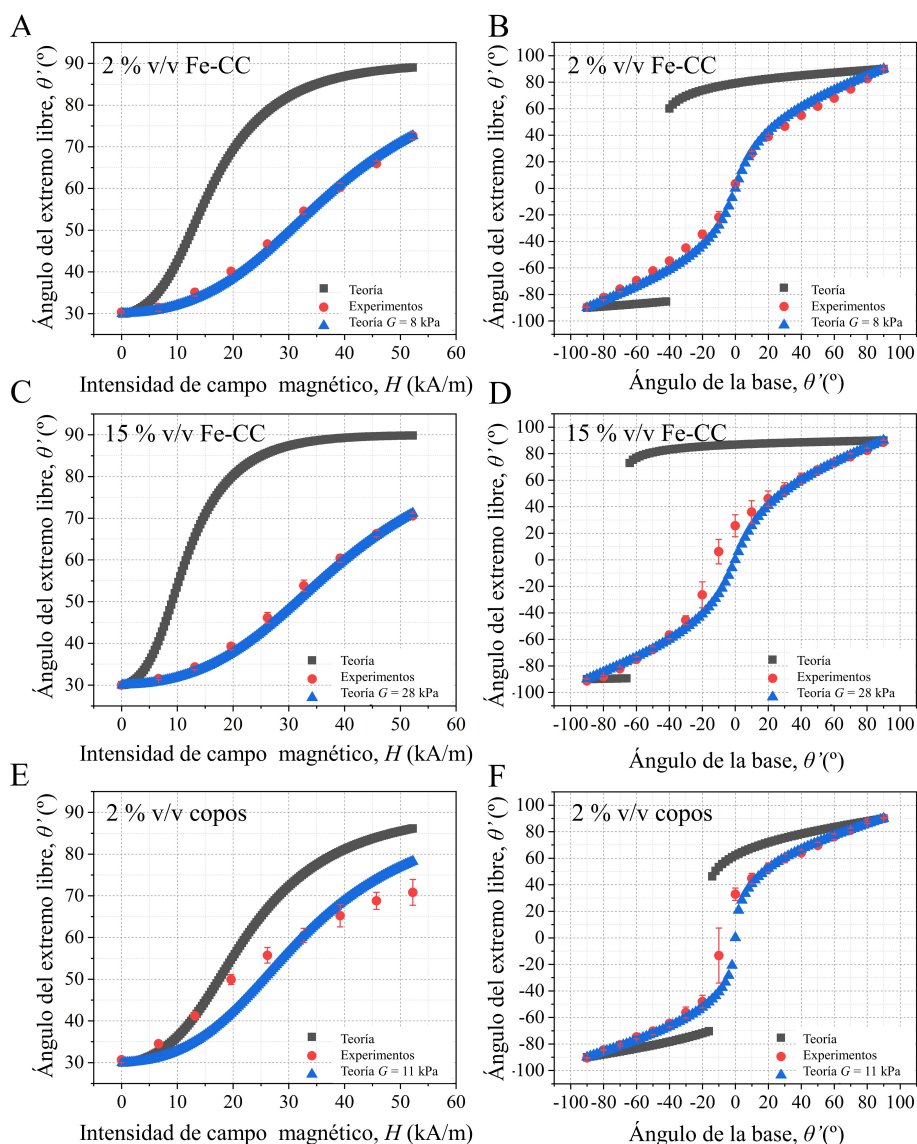 A
2 % v/v Fe-CC
Ángulo del extremo libre, θ’ (º)
90
80
70
60
50
40
30
0 10 20 30 40 50 60
Intensidad de campo magnético, H (kA/m)
Teoría
Experimentos
Teoría G = 8 kPa
B
2 % v/v Fe-CC
Ángulo del extremo libre, θ’ (º)
100
80
60
40
20
0
-20
-40
-60
-80
-100
-100 -80 -60 -40 -20 0 20 40 60 80 100
Ángulo de la base, θ’(º)
Teoría
Experimentos
Teoría G = 8 kPa
C
15 % v/v Fe-CC
Ángulo del extremo libre, θ’ (º)
90
80
70
60
50
40
30
0 10 20 30 40 50 60
Intensidad de campo magnético, H (kA/m)
Teoría
Experimentos
Teoría G = 28 kPa
D
15 % v/v Fe-CC
Ángulo del extremo libre, θ’ (º)
100
80
60
40
20
0
-20
-40
-60
-80
-100
-100 -80 -60 -40 -20 0 20 40 60 80 100
Ángulo de la base, θ’(º)
Teoría
Experimentos
Teoría G = 28 kPa
E
2 % v/v copos
Ángulo del extremo libre, θ’ (º)
90
80
70
60
50
40
30
0 10 20 30 40 50 60
Intensidad de campo magnético, H (kA/m)
Teoría
Experimentos
Teoría G = 11 kPa
F
2 % v/v copos
Ángulo del extremo libre, θ’ (º)
100
80
60
40
20
0
-20
-40
-60
-80
-100
-100 -80 -60 -40 -20 0 20 40 60 80 100
Ángulo de la base, θ’(º)
Teoría
Experimentos
Teoría G = 11 kPa